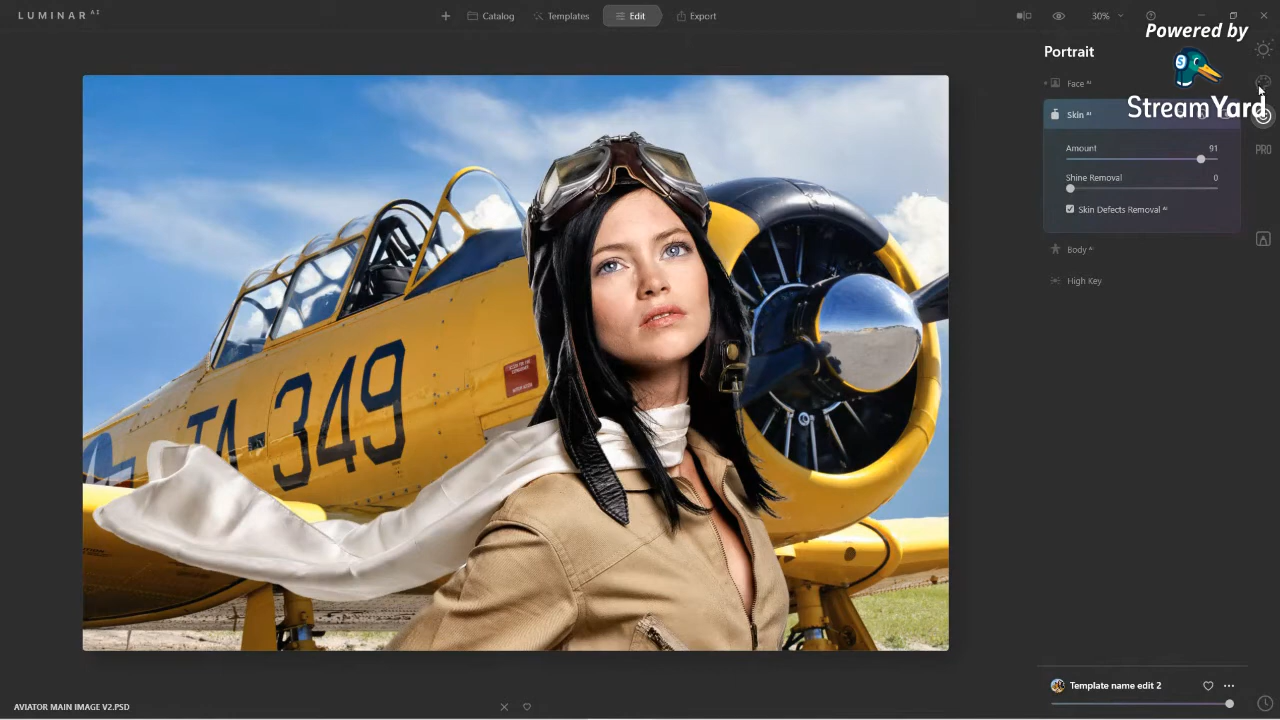 LUMINAR AI
Catalog Templates Edit Export
30%
Powered by
StreamYard
Portrait
Face AI
Skin AI
Amount 91
Shine Removal 0
Skin Defects Removal AI
Body AI
High Key
PRO
TA-349
Template name edit 2
AVIATOR MAIN IMAGE V2.PSD